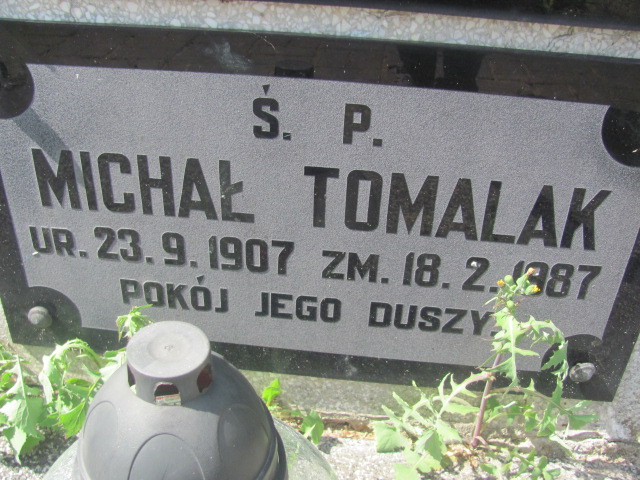 Ś. P.
MICHAŁ TOMALAK
UR. 23. 9. 1907 ZM. 18. 2. 1987
POKÓJ JEGO DUSZY